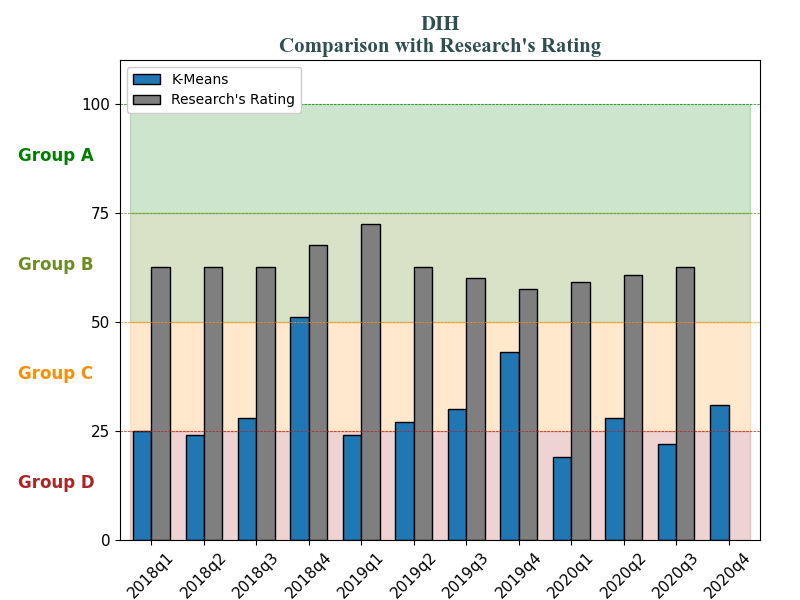 DIH
Comparison with Research's Rating
K-Means
Research's Rating
100
Group A
75
Group B
50
Group C
25
Group D
0
2018q1
2018q2
2018q3
2018q4
2019q1
2019q2
2019q3
2019q4
2020q1
2020q2
2020q3
2020q4